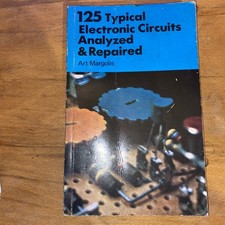 125 Typical
Electronic Circuits
Analyzed
& Repaired
Art Margolis